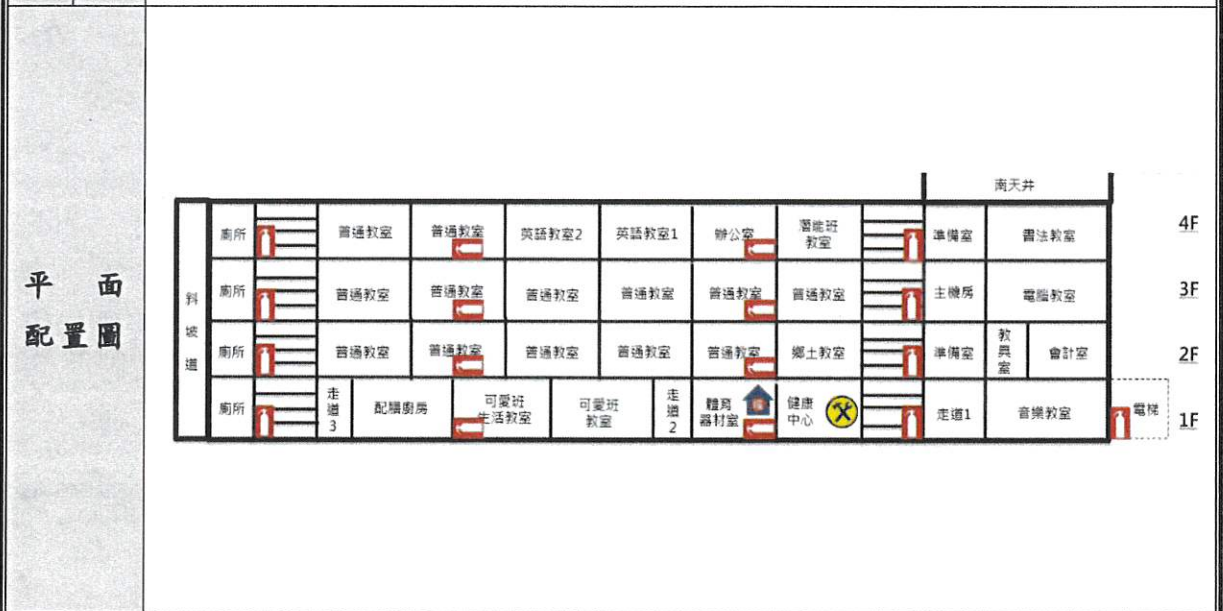 平 面
配置圖
南天井
斜坡道
廁所
普通教室
普通教室
英語教室2
英語教室1
辦公室
潛能班
教室
準備室
書法教室
4F
廁所
普通教室
普通教室
普通教室
普通教室
普通教室
普通教室
主機房
電腦教室
3F
廁所
普通教室
普通教室
普通教室
普通教室
普通教室
鄉土教室
準備室
教具室
會計室
2F
廁所
走道3
配膳廚房
可愛班
生活教室
可愛班
教室
走道2
體育
器材室
健康
中心
走道1
音樂教室
電梯
1F